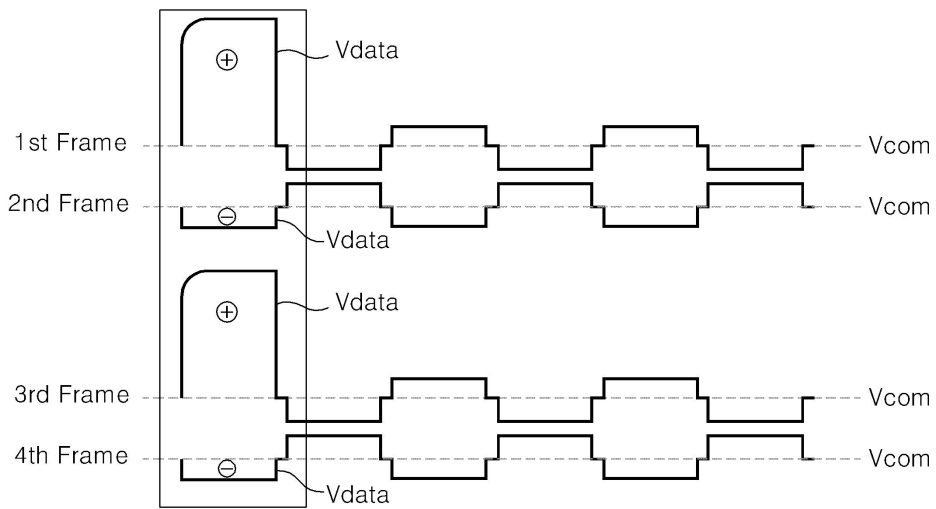 Vdata
⊕
1st Frame
Vcom
2nd Frame
⊖
Vcom
Vdata
Vdata
⊕
3rd Frame
Vcom
4th Frame
⊖
Vcom
Vdata